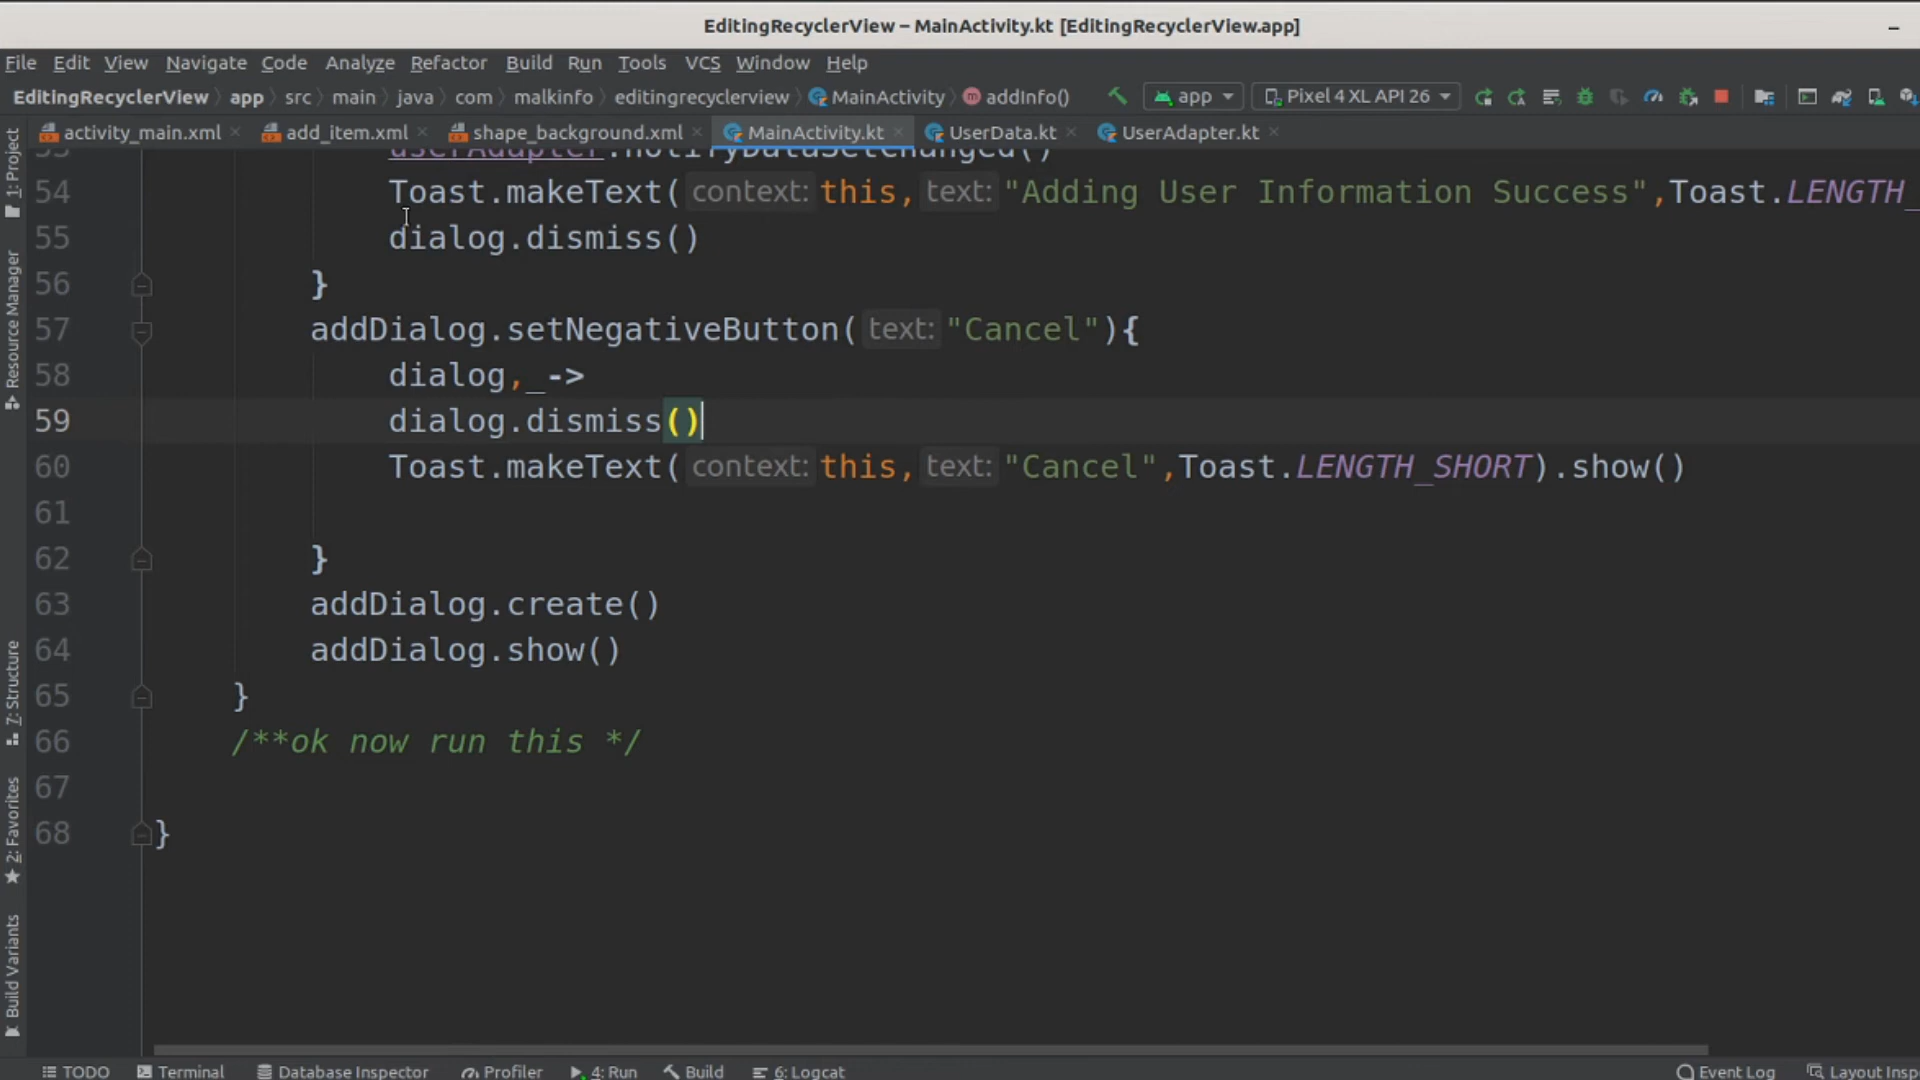 EditingRecyclerView – MainActivity.kt [EditingRecyclerView.app]
File Edit View Navigate Code Analyze Refactor Build Run Tools VCS Window Help
EditingRecyclerView app src main java com malkinfo editingrecyclerview MainActivity addInfo() app Pixel 4 XL API 26
activity_main.xml add_item.xml shape_background.xml MainActivity.kt UserData.kt UserAdapter.kt
userAdapter.notifyDataSetChanged()
54 Toast.makeText( context: this, text: "Adding User Information Success",Toast.LENGTH_
55 dialog.dismiss()
56 }
57 addDialog.setNegativeButton( text: "Cancel"){
58 dialog,_->
59 dialog.dismiss()
60 Toast.makeText( context: this, text: "Cancel",Toast.LENGTH_SHORT).show()
61
62 }
63 addDialog.create()
64 addDialog.show()
65 }
66 /**ok now run this */
67
68 }
1: Project
Resource Manager
7: Structure
2: Favorites
Build Variants
TODO Terminal Database Inspector Profiler 4: Run Build 6: Logcat Event Log Layout Insp